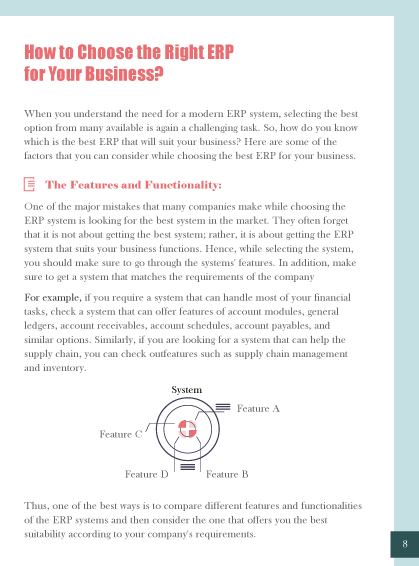 How to Choose the Right ERP
for Your Business?
When you understand the need for a modern ERP system, selecting the best
option from many available is again a challenging task. So, how do you know
which is the best ERP that will suit your business? Here are some of the
factors that you can consider while choosing the best ERP for your business.
The Features and Functionality:
One of the major mistakes that many companies make while choosing the
ERP system is looking for the best system in the market. They often forget
that it is not about getting the best system; rather, it is about getting the ERP
system that suits your business functions. Hence, while selecting the system,
you should make sure to go through the systems' features. In addition, make
sure to get a system that matches the requirements of the company
For example, if you require a system that can handle most of your financial
tasks, check a system that can offer features of account modules, general
ledgers, account receivables, account schedules, account payables, and
similar options. Similarly, if you are looking for a system that can help the
supply chain, you can check outfeatures such as supply chain management
and inventory.
System
Feature A
Feature C
Feature D
Feature B
Thus, one of the best ways is to compare different features and functionalities
of the ERP systems and then consider the one that offers you the best
suitability according to your company's requirements.
8